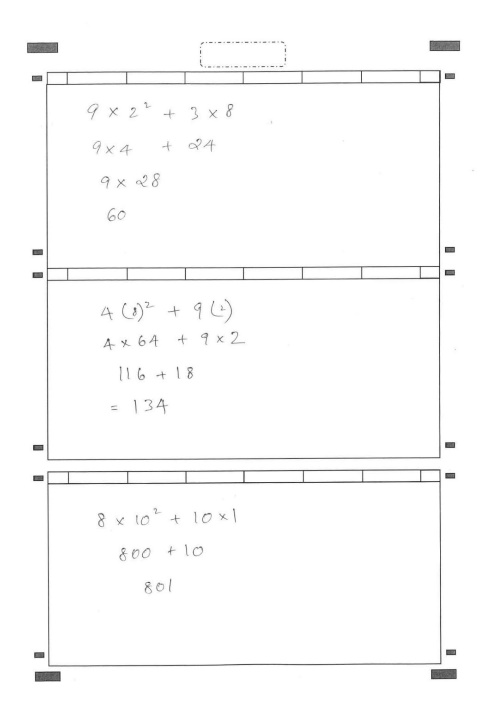 9 × 2² + 3 × 8
9×4 + 24
9 × 28
60
4 (8)² + 9 (2)
4 × 64 + 9 × 2
116 + 18
= 134
8 × 10² + 10 ×1
800 + 10
801